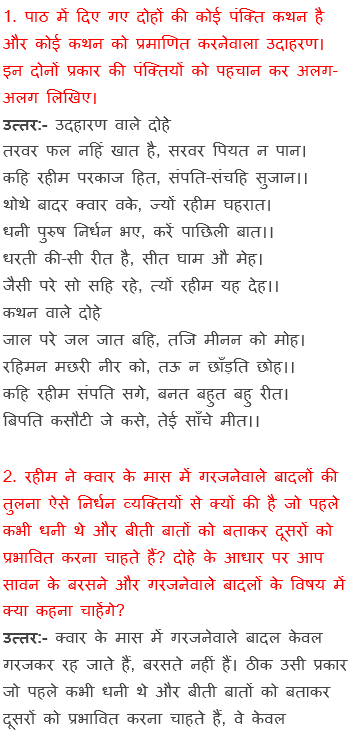 1. पाठ में दिए गए दोहों की कोई पंक्ति कथन है
और कोई कथन को प्रमाणित करनेवाला उदाहरण।
इन दोनों प्रकार की पंक्तियों को पहचान कर अलग-
अलग लिखिए।
उत्तर:- उदहारण वाले दोहे
तरवर फल नहिं खात है, सरवर पियत न पान।
कहि रहीम परकाज हित, संपति-संचहि सुजान।।
थोथे बादर क्वार वके, ज्यों रहीम घहरात।
धनी पुरुष निर्धन भए, करें पाछिली बात।।
धरती की-सी रीत है, सीत घाम औ मेह।
जैसी परे सो सहि रहे, त्यों रहीम यह देह।।
कथन वाले दोहे
जाल परे जल जात बहि, तजि मीनन को मोह।
रहिमन मछरी नीर को, तऊ न छाँड़ति छोह।।
कहि रहीम संपति सगे, बनत बहुत बहु रीत।
बिपति कसौटी जे कसे, तेई साँचे मीत।।
2. रहीम ने क्वार के मास में गरजनेवाले बादलों की
तुलना ऐसे निर्धन व्यक्तियों से क्यों की है जो पहले
कभी धनी थे और बीती बातों को बताकर दूसरों को
प्रभावित करना चाहते हैं? दोहे के आधार पर आप
सावन के बरसने और गरजनेवाले बादलों के विषय में
क्या कहना चाहेंगे?
उत्तर:- क्वार के मास में गरजनेवाले बादल केवल
गरजकर रह जाते हैं, बरसते नहीं हैं। ठीक उसी प्रकार
जो पहले कभी धनी थे और बीती बातों को बताकर
दूसरों को प्रभावित करना चाहते हैं, वे केवल